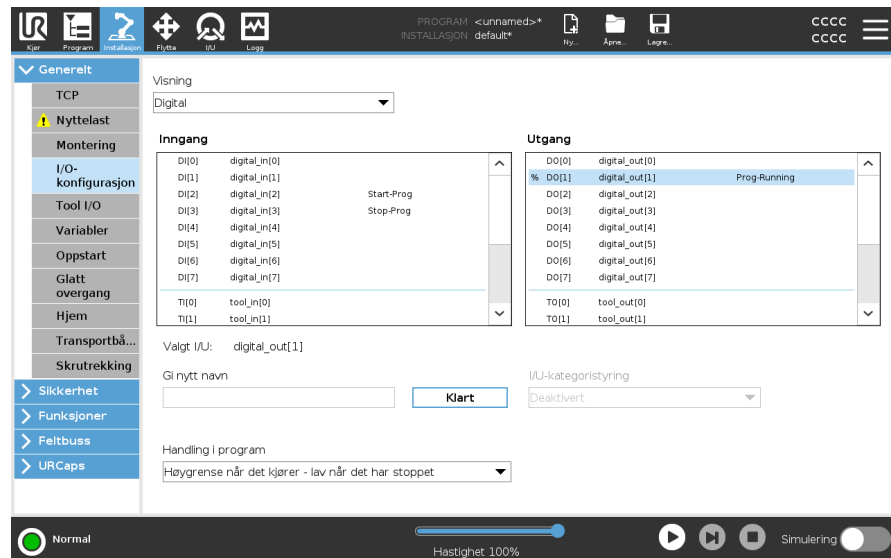 PROGRAM <unnamed>*
INSTALLASJON default*
Kjør
Program
Installasjon
Flytte
I/U
Logg
Ny...
Åpne...
Lagre...
CCCC
CCCC
Generelt
TCP
Nyttelast
Montering
I/O-
konfigurasjon
Tool I/O
Variabler
Oppstart
Glatt
overgang
Hjem
Transportbå...
Skrutrekking
Sikkerhet
Funksjoner
Feltbuss
URCaps
Visning
Digital
Inngang
DI[0] digital_in[0]
DI[1] digital_in[1]
DI[2] digital_in[2] Start-Prog
DI[3] digital_in[3] Stop-Prog
DI[4] digital_in[4]
DI[5] digital_in[5]
DI[6] digital_in[6]
DI[7] digital_in[7]
TI[0] tool_in[0]
TI[1] tool_in[1]
Utgang
DO[0] digital_out[0]
% DO[1] digital_out[1] Prog-Running
DO[2] digital_out[2]
DO[3] digital_out[3]
DO[4] digital_out[4]
DO[5] digital_out[5]
DO[6] digital_out[6]
DO[7] digital_out[7]
TO[0] tool_out[0]
TO[1] tool_out[1]
Valgt I/U: digital_out[1]
Gi nytt navn
Klart
I/U-kategoristyring
Deaktivert
Handling i program
Høygrense når det kjører - lav når det har stoppet
Normal
Hastighet 100%
Simulering